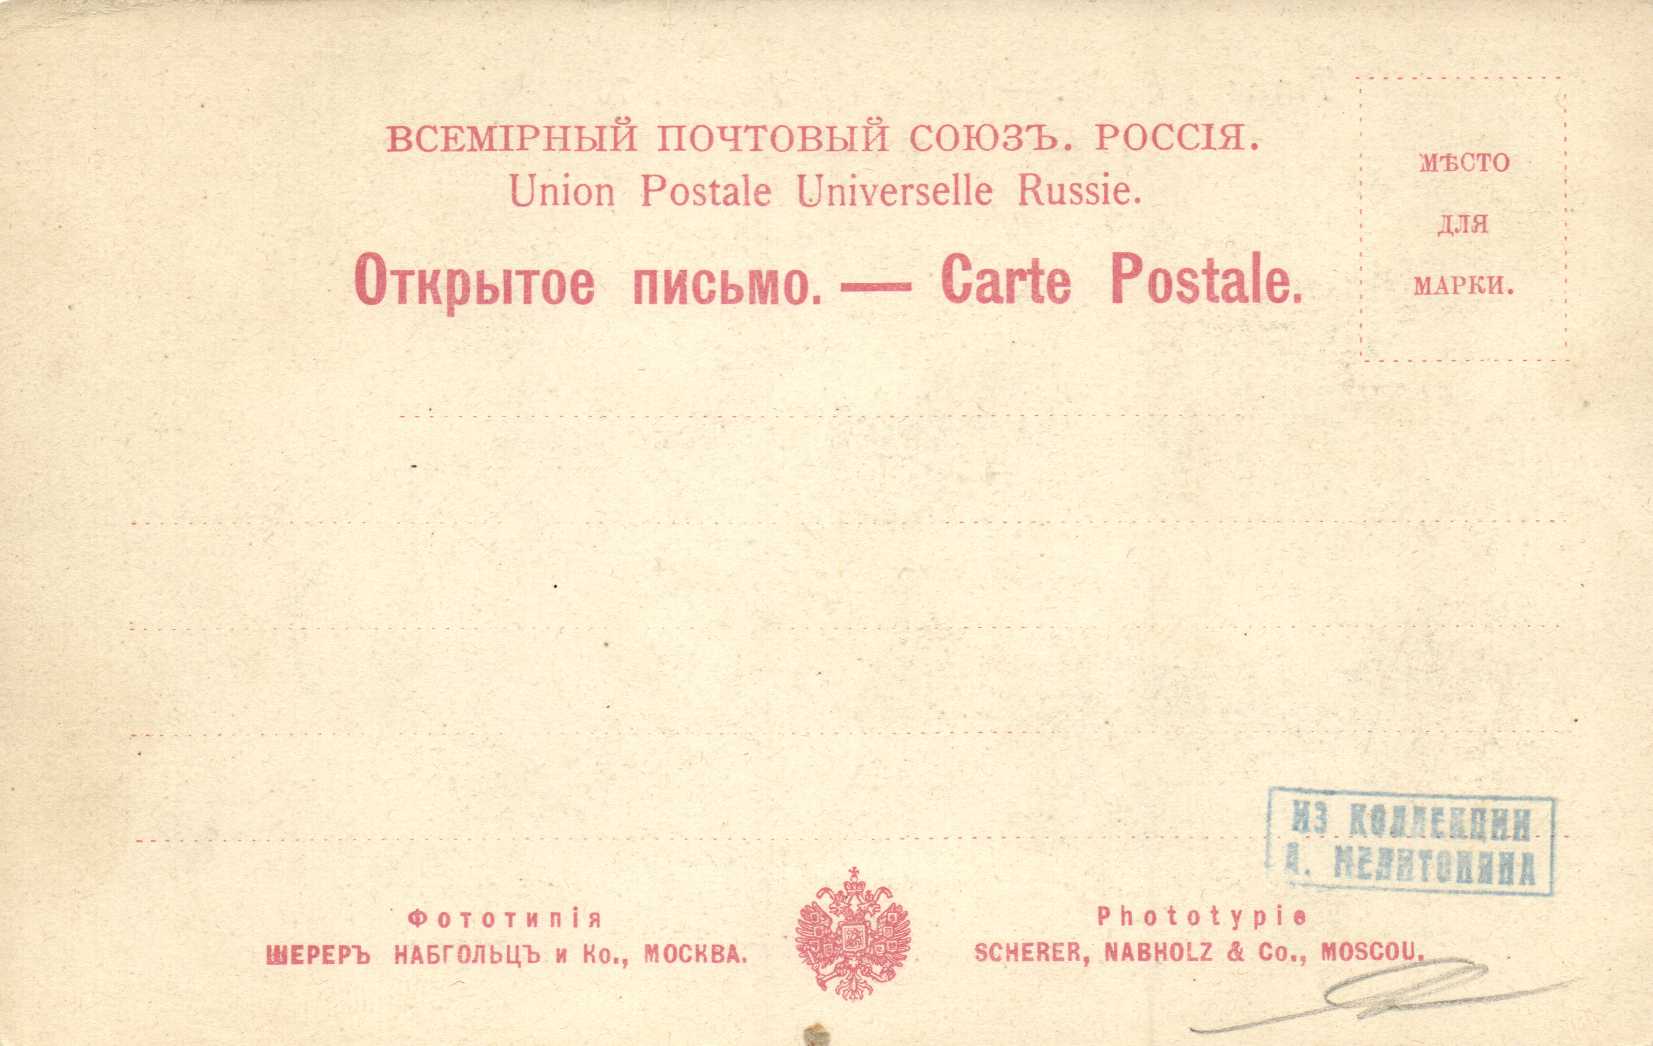 ВСЕМІРНЫЙ ПОЧТОВЫЙ СОЮЗЪ. РОССІЯ.
Union Postale Universelle Russie.
Открытое письмо. — Carte Postale.
МѢСТО
ДЛЯ
МАРКИ.
ИЗ КОЛЛЕКЦИИ
А. МЕЛИТОНЯНА
Фототипія
ШЕРЕРЪ НАБГОЛЬЦЪ и Ко., МОСКВА.
Phototypie
SCHERER, NABHOLZ & Co., MOSCOU.